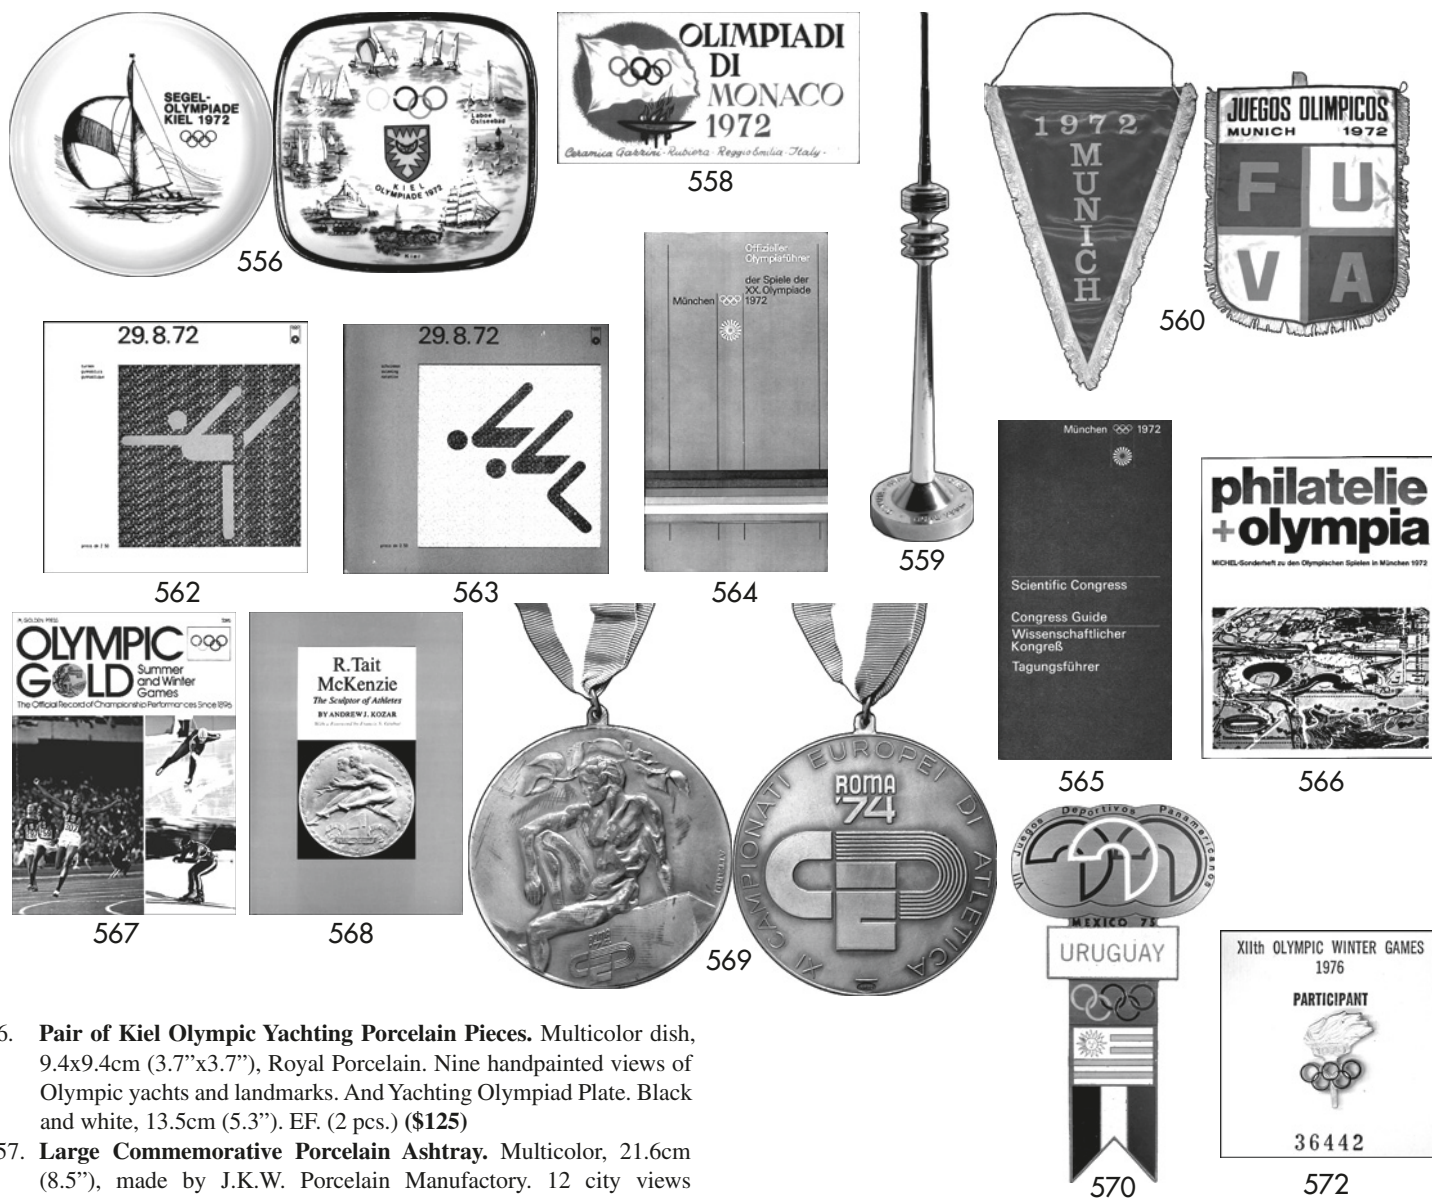 SEGEL-
OLYMPIADE
KIEL 1972
Laboe
Ostseebad
KIEL
OLYMPIADE 1972
Kiel
556
OLIMPIADI
DI
MONACO
1972
Ceramica Gazzini - Rubiera - Reggio Emilia - Italy -
558
559
1972
MUNICH
JUEGOS OLIMPICOS
MUNICH 1972
F U
V A
560
29.8.72
562
29.8.72
563
Offizieller
Olympiaführer
der Spiele der
XX. Olympiade
München 1972
564
München 1972
Scientific Congress
Congress Guide
Wissenschaftlicher
Kongreß
Tagungsführer
565
philatelie
+olympia
MICHEL-Sonderheft zu den Olympischen Spielen in München 1972
566
A GOLDEN PRESS
OLYMPIC
GOLD
Summer
and Winter
Games
The Official Record of Championship Performances Since 1896
567
R. Tait
McKenzie
The Sculptor of Athletes
BY ANDREW J. KOZAR
568
XI CAMPIONATI EUROPEI DI ATLETICA
ROMA
'74
569
VII Juegos Deportivos Panamericanos
MEXICO 75
URUGUAY
570
XIIth OLYMPIC WINTER GAMES
1976
PARTICIPANT
36442
572
6. Pair of Kiel Olympic Yachting Porcelain Pieces. Multicolor dish,
9.4x9.4cm (3.7”x3.7”), Royal Porcelain. Nine handpainted views of
Olympic yachts and landmarks. And Yachting Olympiad Plate. Black
and white, 13.5cm (5.3”). EF. (2 pcs.) ($125)
57. Large Commemorative Porcelain Ashtray. Multicolor, 21.6cm
(8.5”), made by J.K.W. Porcelain Manufactory. 12 city views